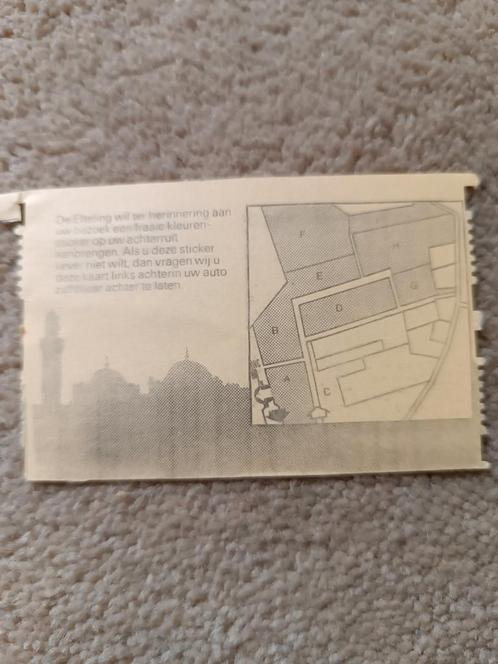 De Efteling wil ter herinnering aan
uw bezoek een fraaie kleuren-
sticker op uw achterruit
aanbrengen. Als u deze sticker
liever niet wilt, dan vragen wij u
deze kaart links achterin uw auto
zichtbaar achter te laten.
F
H
E
G
D
B
A
C